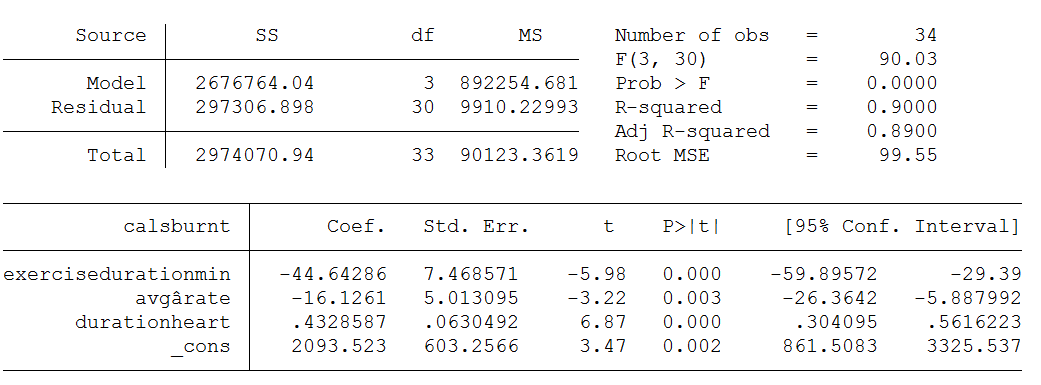 Source SS df MS Number of obs = 34
F(3, 30) = 90.03
Model 2676764.04 3 892254.681 Prob > F = 0.0000
Residual 297306.898 30 9910.22993 R-squared = 0.9000
Adj R-squared = 0.8900
Total 2974070.94 33 90123.3619 Root MSE = 99.55
calsburnt Coef. Std. Err. t P>|t| [95% Conf. Interval]
exercisedurationmin -44.64286 7.468571 -5.98 0.000 -59.89572 -29.39
avgârate -16.1261 5.013095 -3.22 0.003 -26.3642 -5.887992
durationheart .4328587 .0630492 6.87 0.000 .304095 .5616223
_cons 2093.523 603.2566 3.47 0.002 861.5083 3325.537